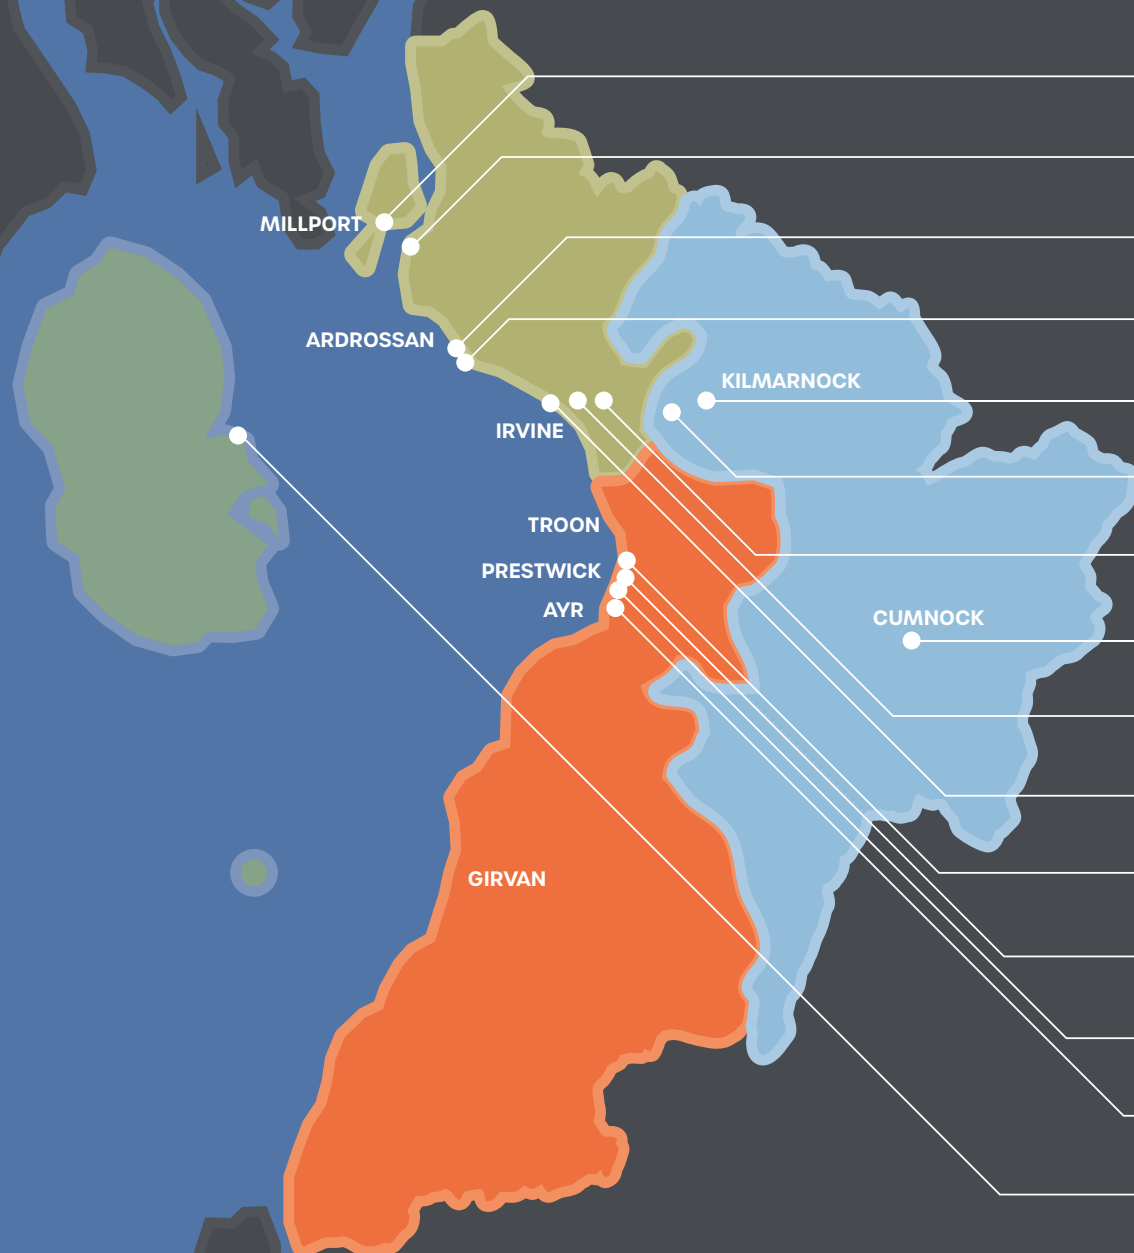 MILLPORT
ARDROSSAN
KILMARNOCK
IRVINE
TROON
PRESTWICK
AYR
CUMNOCK
GIRVAN